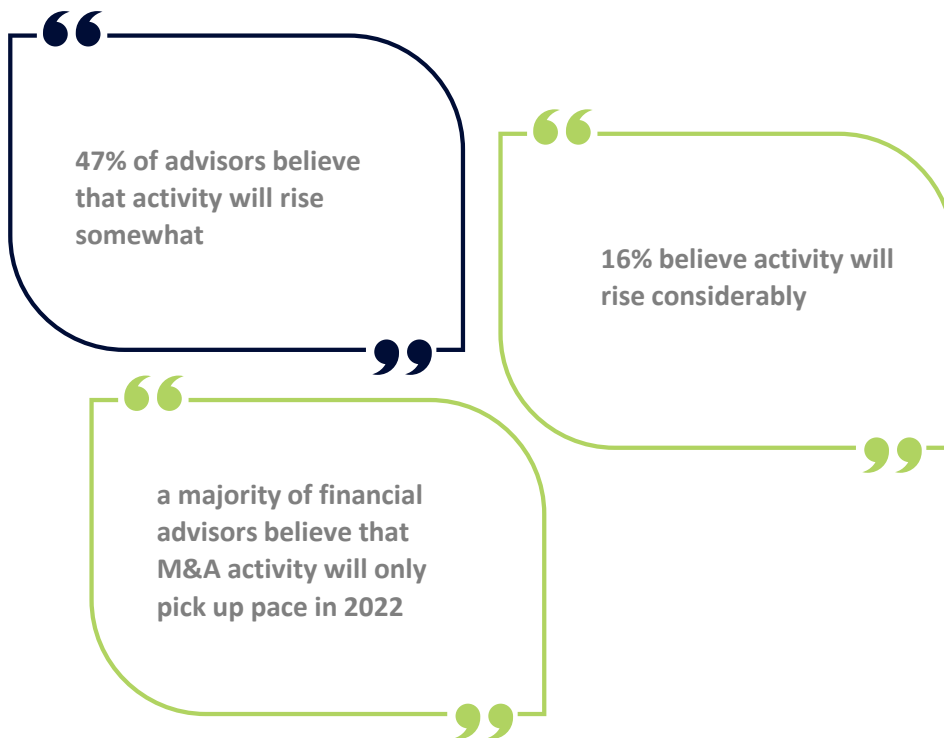 47% of advisors believe
that activity will rise
somewhat
16% believe activity will
rise considerably
a majority of financial
advisors believe that
M&A activity will only
pick up pace in 2022